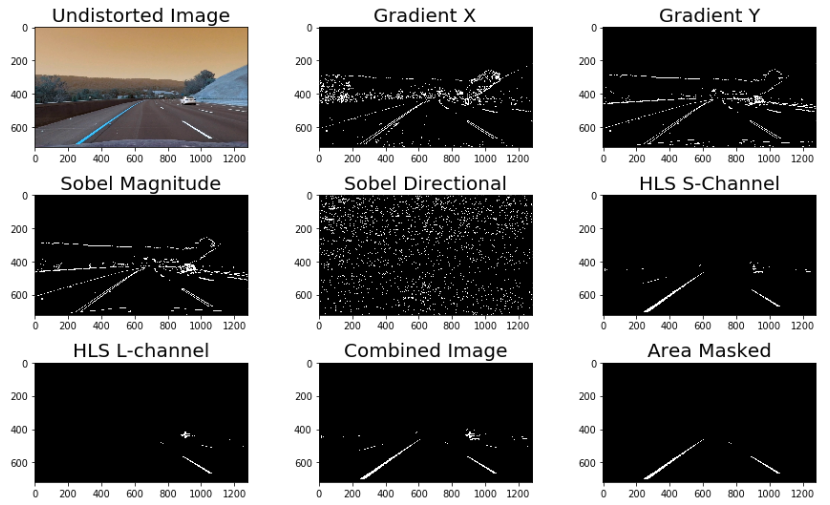 Undistorted Image
0
200
400
600
0 200 400 600 800 1000 1200
Gradient X
0
200
400
600
0 200 400 600 800 1000 1200
Gradient Y
0
200
400
600
0 200 400 600 800 1000 1200
Sobel Magnitude
0
200
400
600
0 200 400 600 800 1000 1200
Sobel Directional
0
200
400
600
0 200 400 600 800 1000 1200
HLS S-Channel
0
200
400
600
0 200 400 600 800 1000 1200
HLS L-channel
0
200
400
600
0 200 400 600 800 1000 1200
Combined Image
0
200
400
600
0 200 400 600 800 1000 1200
Area Masked
0
200
400
600
0 200 400 600 800 1000 1200